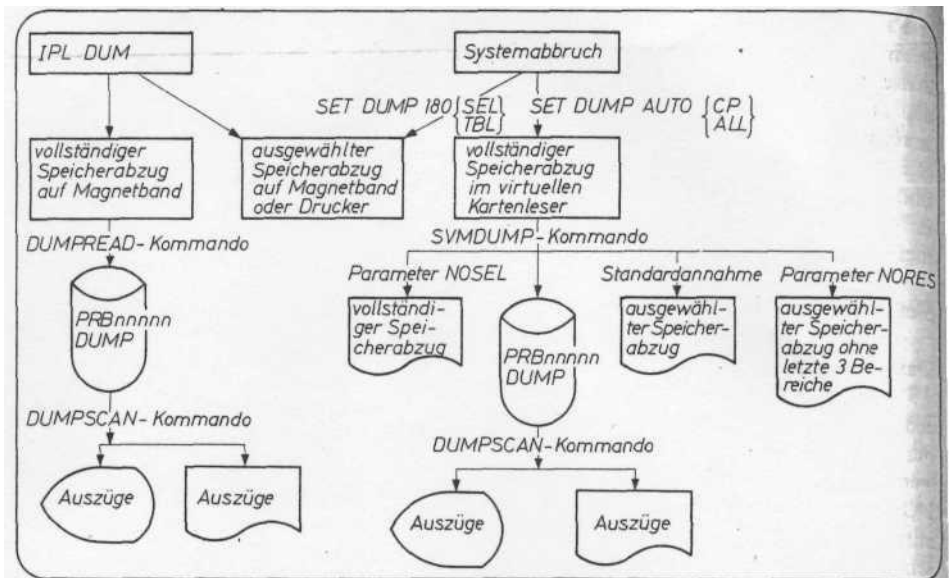 IPL DUM
Systemabbruch
SET DUMP 180 {SEL TBL}
SET DUMP AUTO {CP ALL}
vollständiger
Speicherabzug
auf Magnetband
ausgewählter
Speicherabzug
auf Magnetband
oder Drucker
vollständiger
Speicherabzug
im virtuellen
Kartenleser
DUMPREAD-Kommando
SVMDUMP-Kommando
Parameter NOSEL
Standardannahme
Parameter NORES
PRBnnnnn
DUMP
vollständi-
ger Spei-
cherabzug
PRBnnnnn
DUMP
ausgewähl-
ter Speicher-
abzug
ausgewähl-
ter Speicher-
abzug ohne
letzte 3 Be-
reiche
DUMPSCAN-Kommando
DUMPSCAN-Kommando
Auszüge
Auszüge
Auszüge
Auszüge